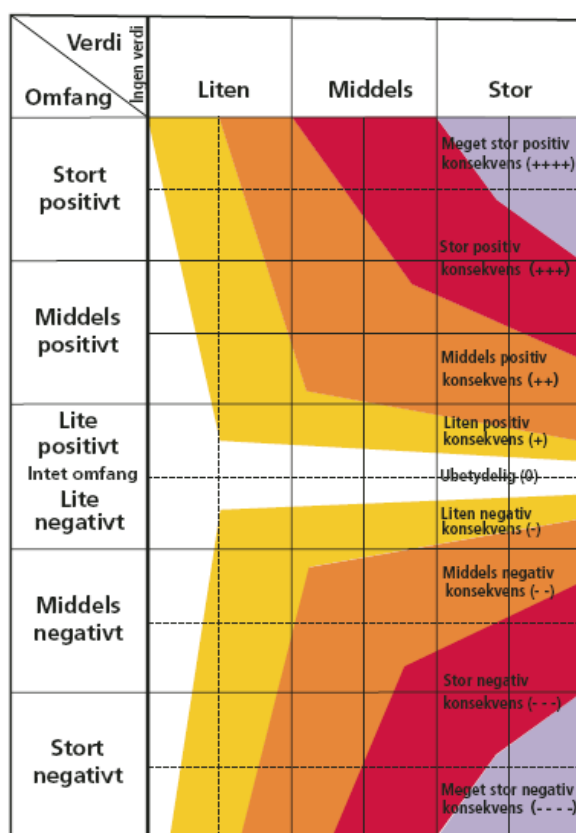 Verdi
Omfang
Ingen verdi
Liten
Middels
Stor
Stort
positivt
Middels
positivt
Lite
positivt
Intet omfang
Lite
negativt
Middels
negativt
Stort
negativt
Meget stor positiv
konsekvens (++++)
Stor positiv
konsekvens (+++)
Middels positiv
konsekvens (++)
Liten positiv
konsekvens (+)
Ubetydelig (0)
Liten negativ
konsekvens (-)
Middels negativ
konsekvens (- -)
Stor negativ
konsekvens (- - -)
Meget stor negativ
konsekvens (- - - -)